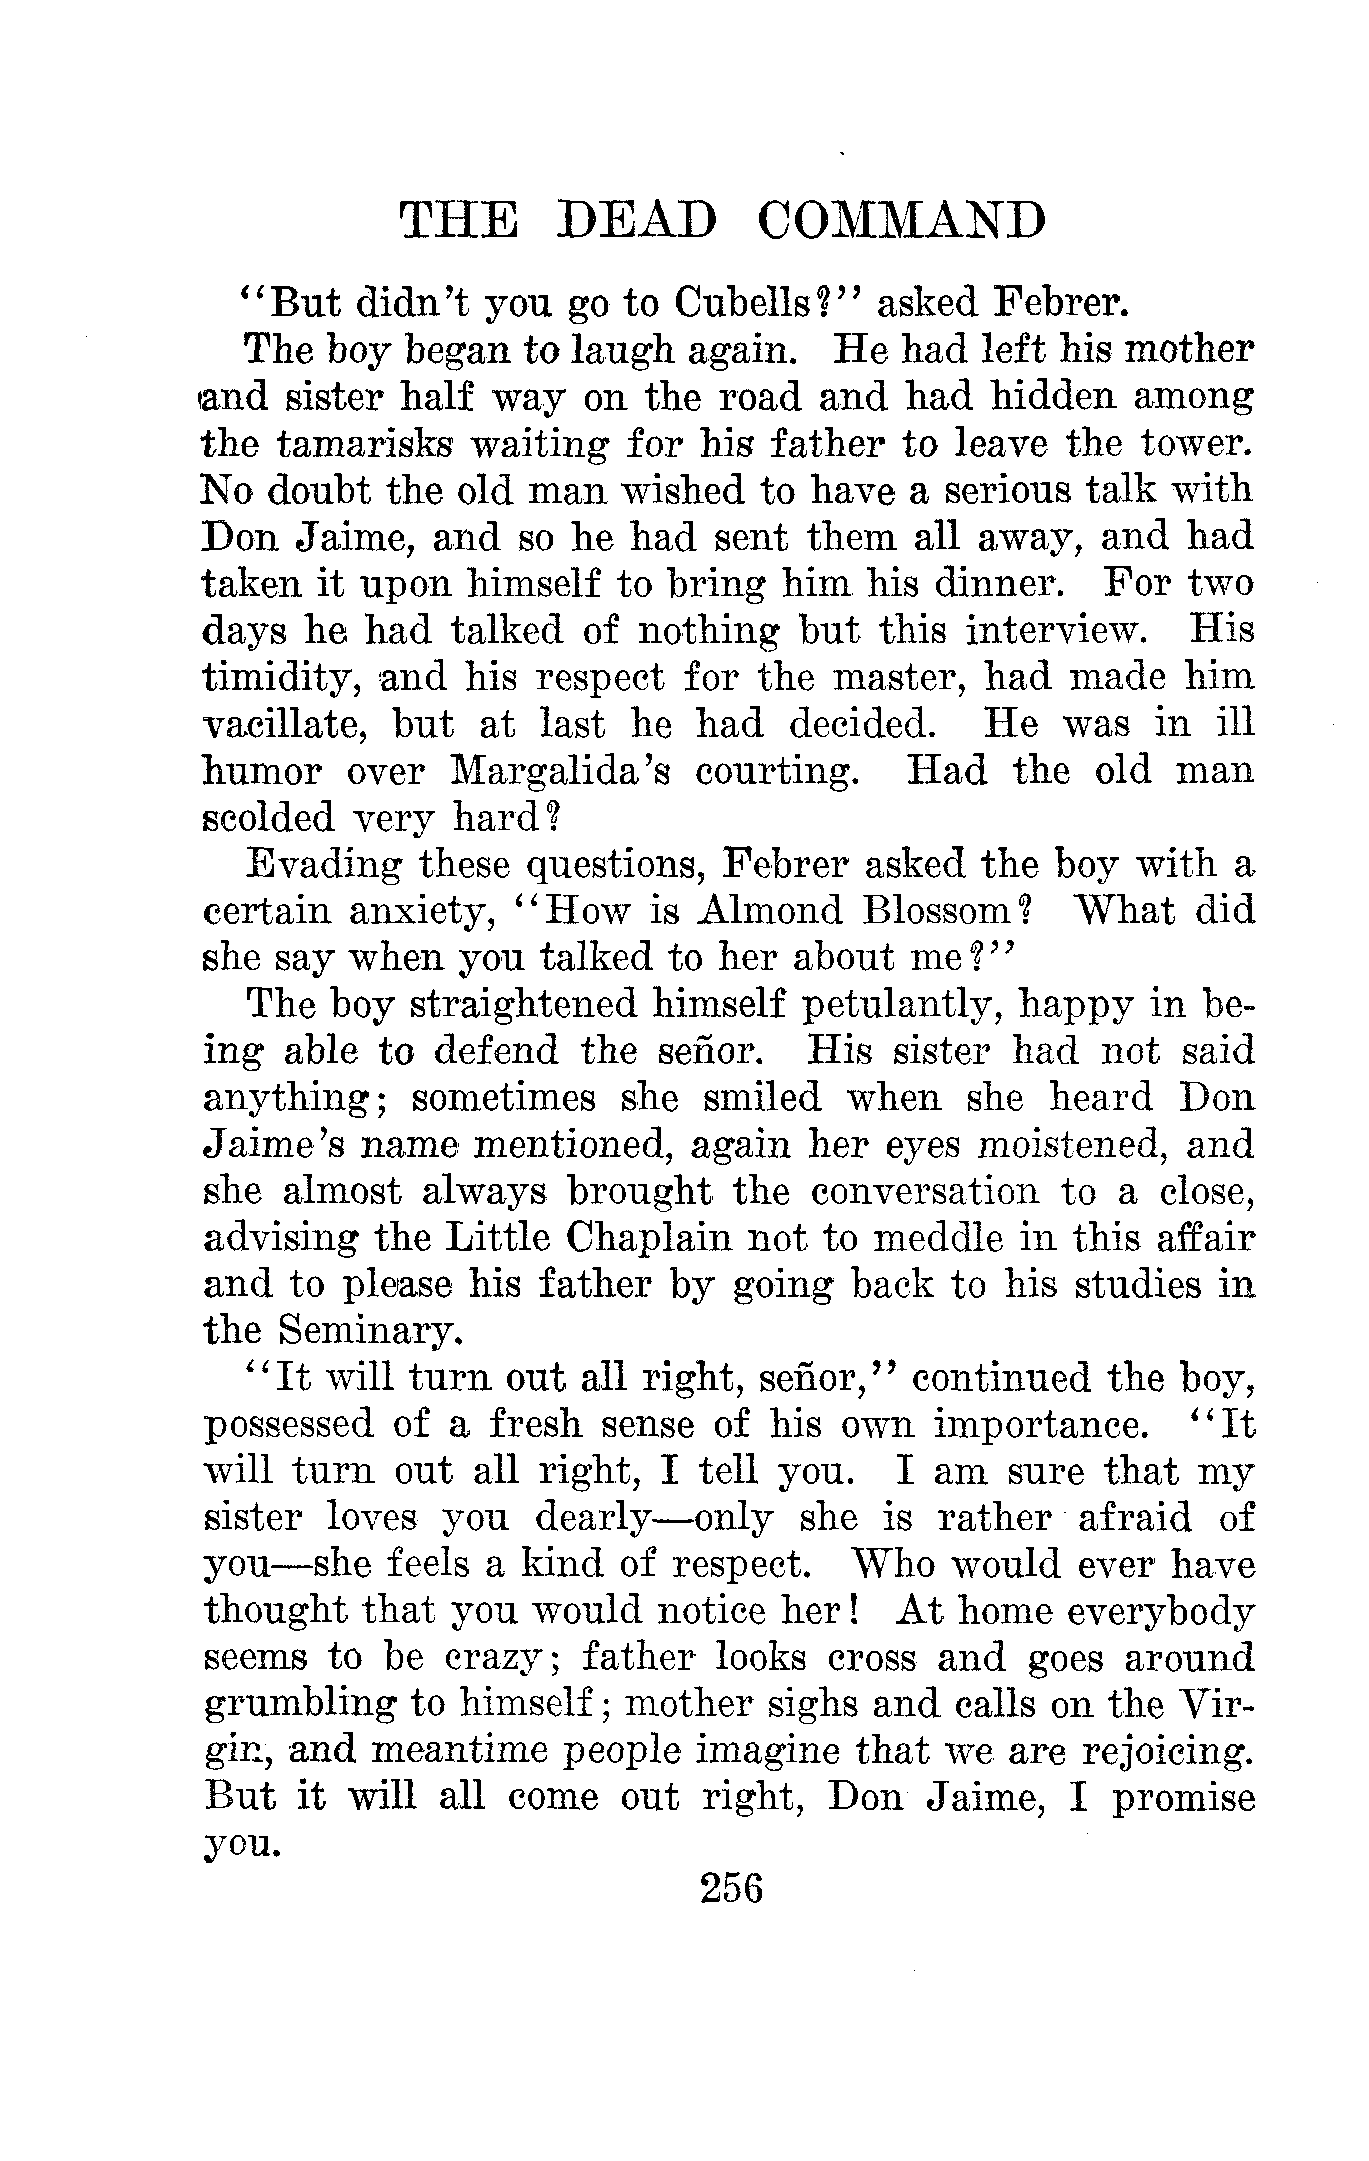 THE DEAD COMMAND
"But didn't you go to Cubells?" asked Febrer.
The boy began to laugh again. He had left his mother
and sister half way on the road and had hidden among
the tamarisks waiting for his father to leave the tower.
No doubt the old man wished to have a serious talk with
Don Jaime, and so he had sent them all away, and had
taken it upon himself to bring him his dinner. For two
days he had talked of nothing but this interview. His
timidity, and his respect for the master, had made him
vacillate, but at last he had decided. He was in ill
humor over Margalida's courting. Had the old man
scolded very hard?
Evading these questions, Febrer asked the boy with a
certain anxiety, "How is Almond Blossom? What did
she say when you talked to her about me?"
The boy straightened himself petulantly, happy in be-
ing able to defend the señor. His sister had not said
anything; sometimes she smiled when she heard Don
Jaime's name mentioned, again her eyes moistened, and
she almost always brought the conversation to a close,
advising the Little Chaplain not to meddle in this affair
and to please his father by going back to his studies in
the Seminary.
"It will turn out all right, señor," continued the boy,
possessed of a fresh sense of his own importance. "It
will turn out all right, I tell you. I am sure that my
sister loves you dearly—only she is rather afraid of
you—she feels a kind of respect. Who would ever have
thought that you would notice her! At home everybody
seems to be crazy; father looks cross and goes around
grumbling to himself; mother sighs and calls on the Vir-
gin, and meantime people imagine that we are rejoicing.
But it will all come out right, Don Jaime, I promise
you.
256